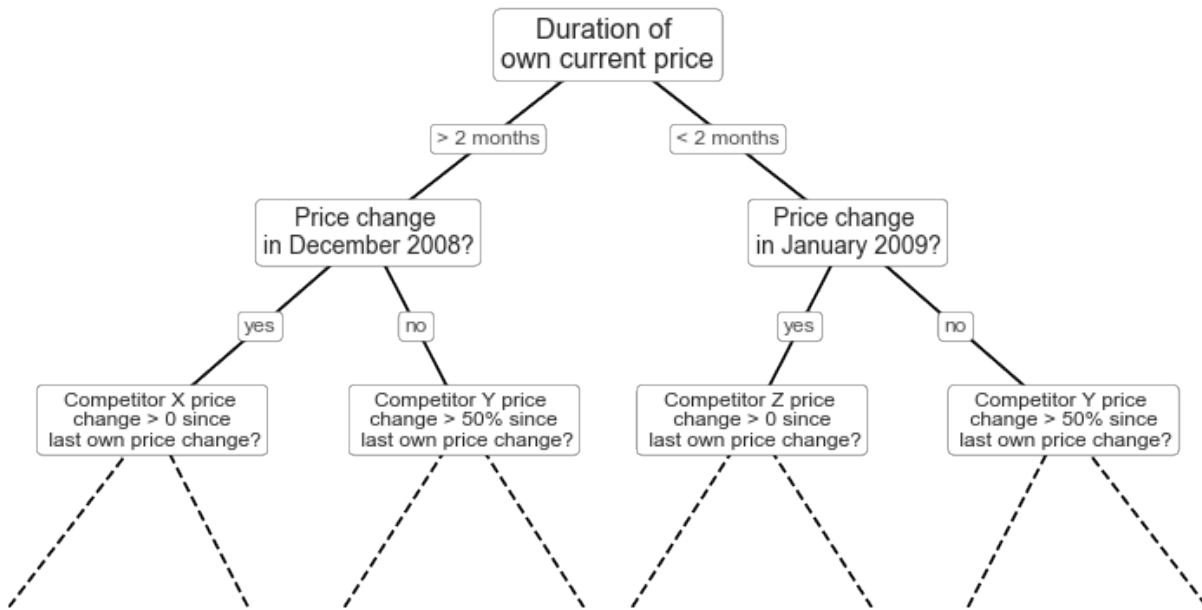 Duration of
own current price
> 2 months
< 2 months
Price change
in December 2008?
Price change
in January 2009?
yes
no
yes
no
Competitor X price
change > 0 since
last own price change?
Competitor Y price
change > 50% since
last own price change?
Competitor Z price
change > 0 since
last own price change?
Competitor Y price
change > 50% since
last own price change?